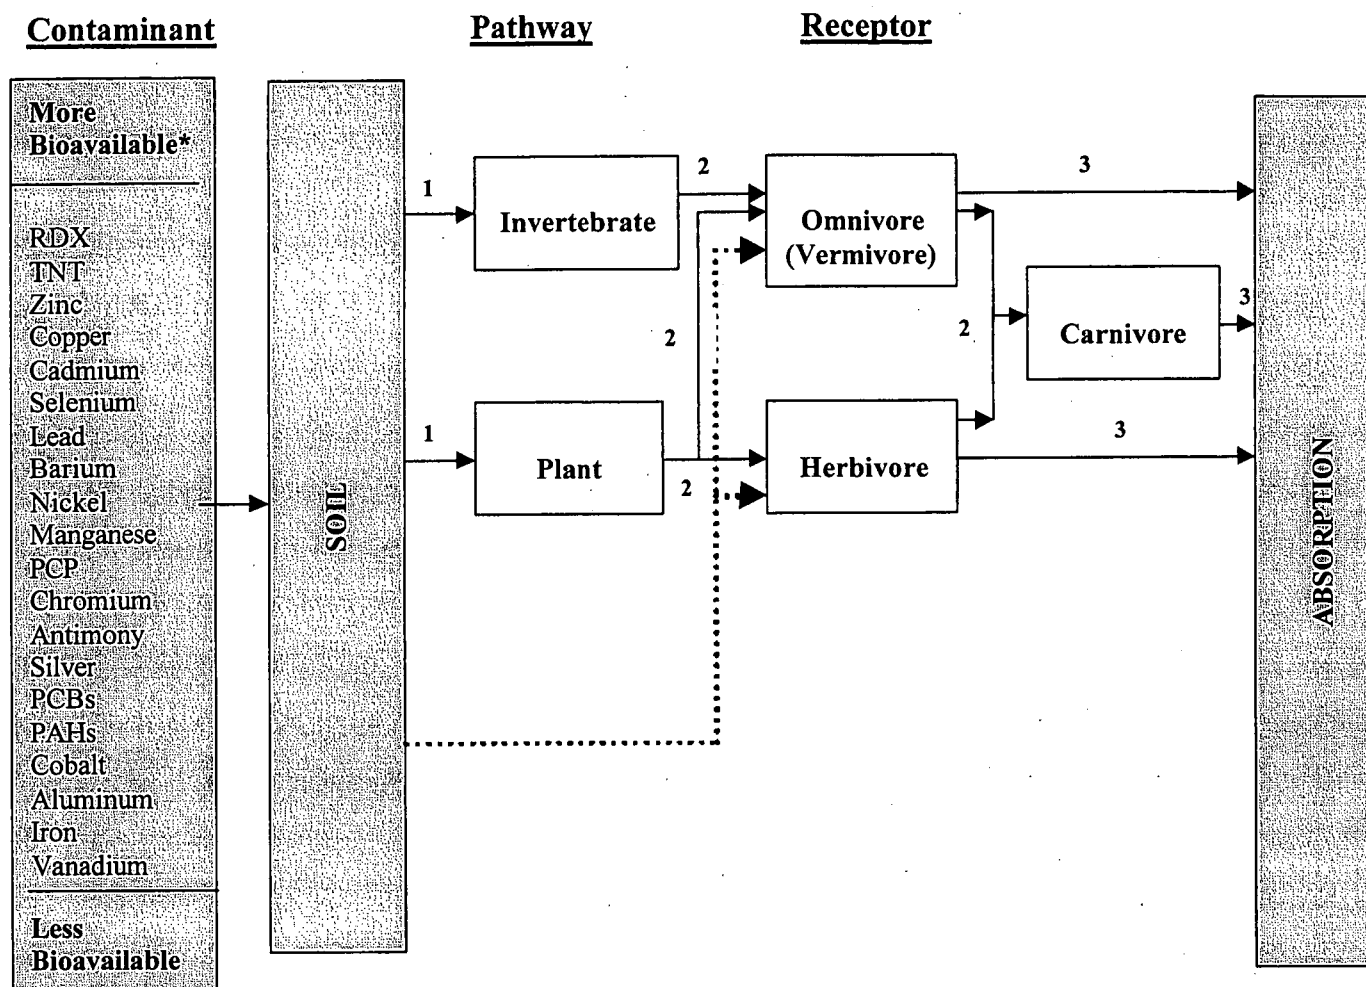 Contaminant
Pathway
Receptor
More
Bioavailable*
RDX
TNT
Zinc
Copper
Cadmium
Selenium
Lead
Barium
Nickel
Manganese
PCP
Chromium
Antimony
Silver
PCBs
PAHs
Cobalt
Aluminum
Iron
Vanadium
Less
Bioavailable
SOIL
1
Invertebrate
2
Omnivore
(Vermivore)
3
2
2
Carnivore
3
1
Plant
2
Herbivore
3
ABSORPTION